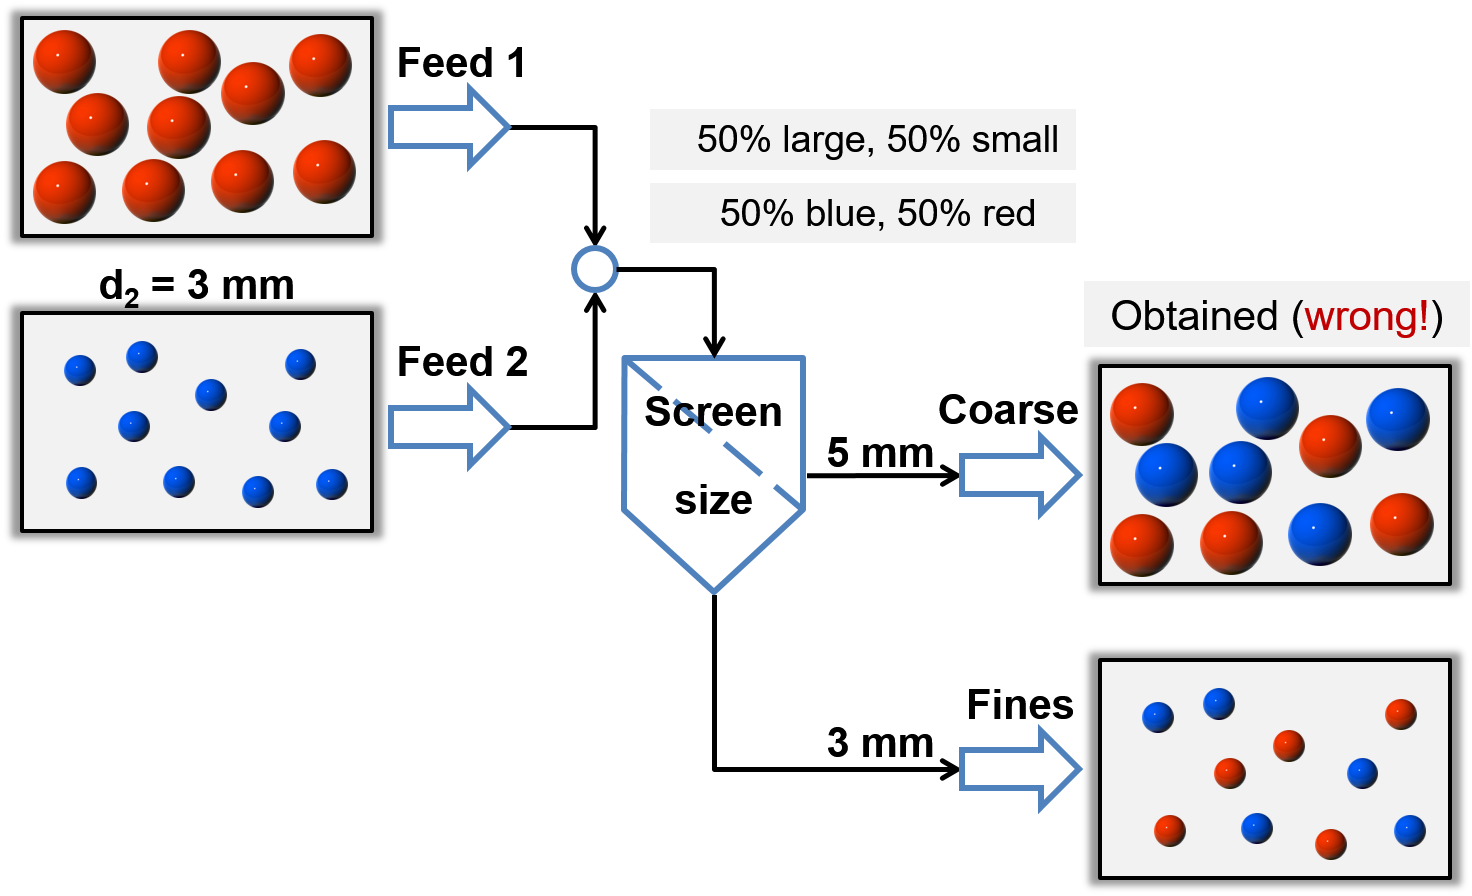 Feed 1
50% large, 50% small
50% blue, 50% red
d₂ = 3 mm
Obtained (wrong!)
Feed 2
Screen
size
Coarse
5 mm
Fines
3 mm